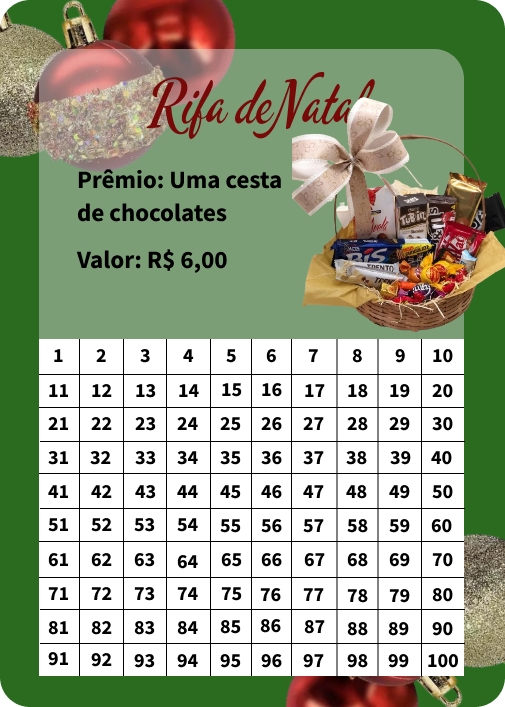 Rifa de Natal
Prêmio: Uma cesta
de chocolates
Valor: R$ 6,00
BIS
TRENTO
1 2 3 4 5 6 7 8 9 10
11 12 13 14 15 16 17 18 19 20
21 22 23 24 25 26 27 28 29 30
31 32 33 34 35 36 37 38 39 40
41 42 43 44 45 46 47 48 49 50
51 52 53 54 55 56 57 58 59 60
61 62 63 64 65 66 67 68 69 70
71 72 73 74 75 76 77 78 79 80
81 82 83 84 85 86 87 88 89 90
91 92 93 94 95 96 97 98 99 100